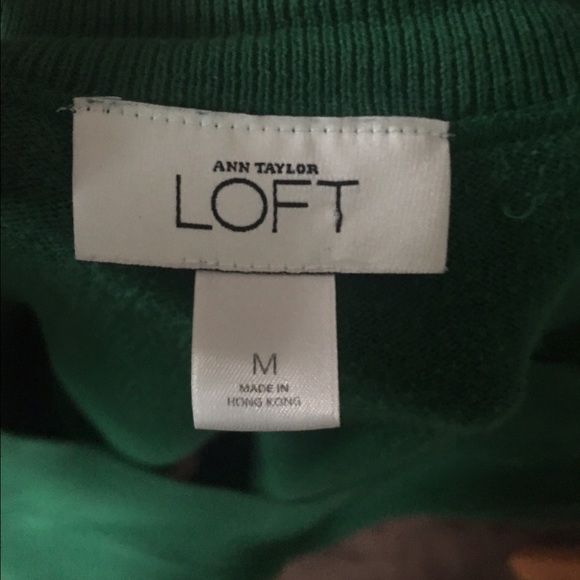 ANN TAYLOR
LOFT
M
MADE IN
HONG KONG